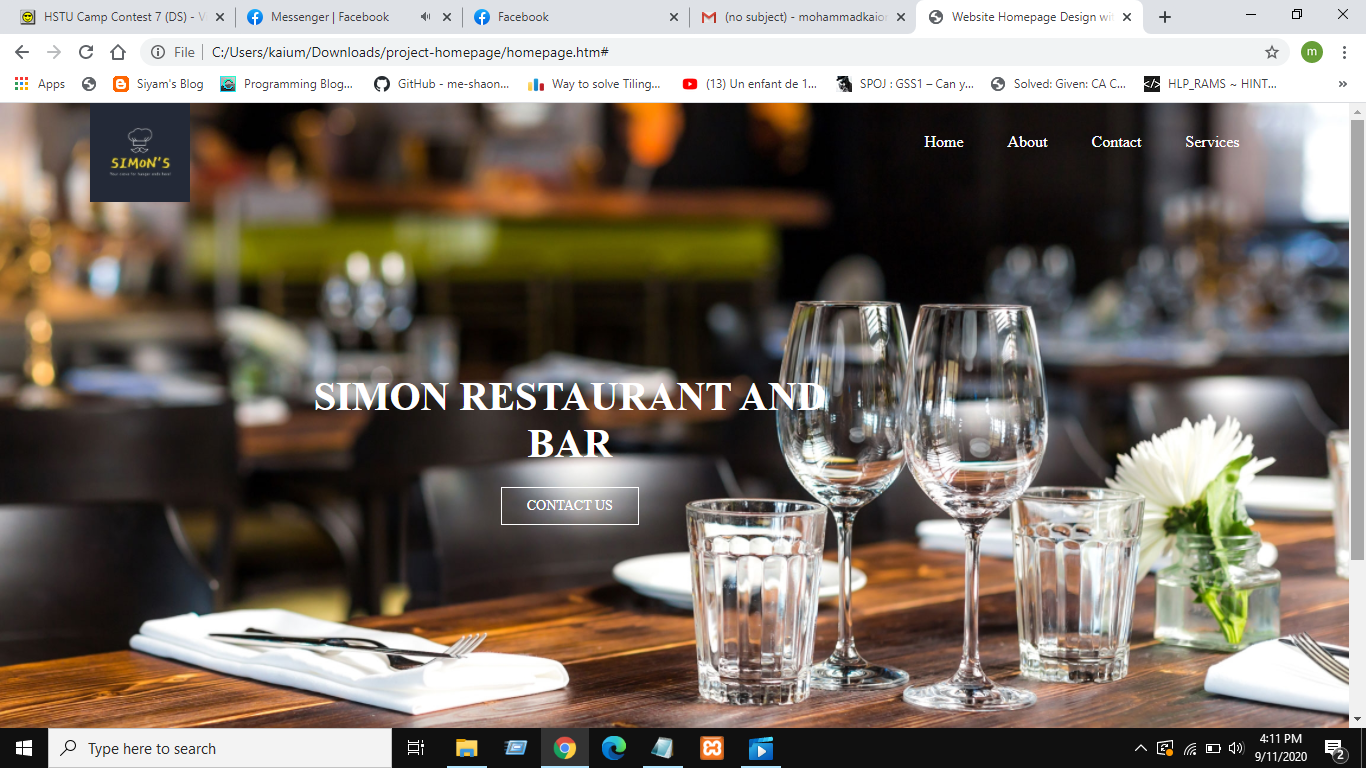 HSTU Camp Contest 7 (DS) - V
Messenger | Facebook
Facebook
(no subject) - mohammadkaio
Website Homepage Design wit
File
C:/Users/kaium/Downloads/project-homepage/homepage.htm#
m
Apps
Siyam's Blog
Programming Blog...
GitHub - me-shaon...
Way to solve Tiling...
(13) Un enfant de 1...
SPOJ : GSS1 – Can y...
Solved: Given: CA C...
HLP_RAMS ~ HINT...
SIMON'S
Home
About
Contact
Services
SIMON RESTAURANT AND
BAR
CONTACT US
Type here to search
4:11 PM
9/11/2020
2